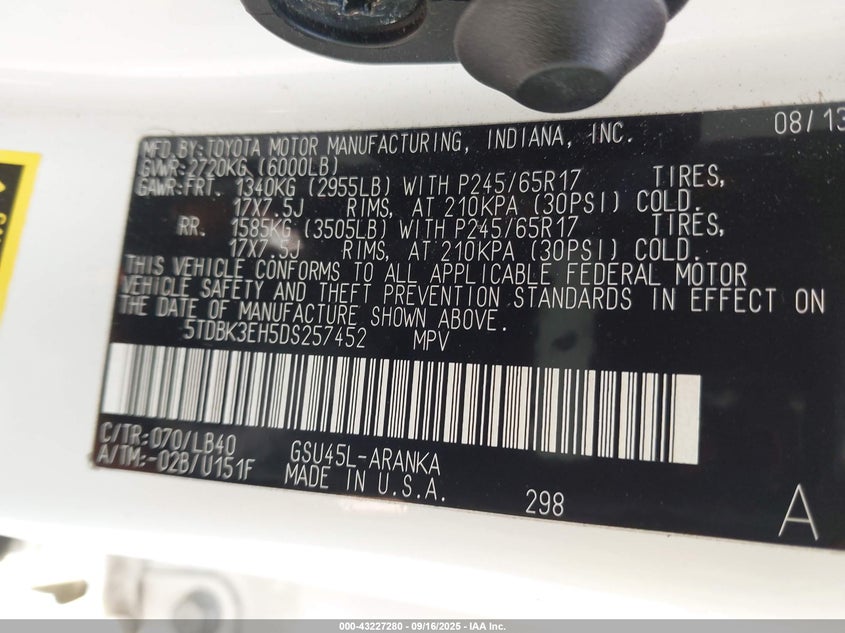 08/13
MFD.BY:TOYOTA MOTOR MANUFACTURING, INDIANA, INC.
GVWR:2720KG (6000LB)
GAWR:FRT. 1340KG (2955LB) WITH P245/65R17 TIRES,
17X7.5J RIMS, AT 210KPA (30PSI) COLD.
RR. 1585KG (3505LB) WITH P245/65R17 TIRES,
17X7.5J RIMS, AT 210KPA (30PSI) COLD.
THIS VEHICLE CONFORMS TO ALL APPLICABLE FEDERAL MOTOR
VEHICLE SAFETY AND THEFT PREVENTION STANDARDS IN EFFECT ON
THE DATE OF MANUFACTURE SHOWN ABOVE.
5TDBK3EH5DS257452 MPV
C/TR:070/LB40
A/TM:-02B/U151F
GSU45L-ARANKA
MADE IN U.S.A.
298
A
000-43227280 - 09/16/2025 - IAA Inc.